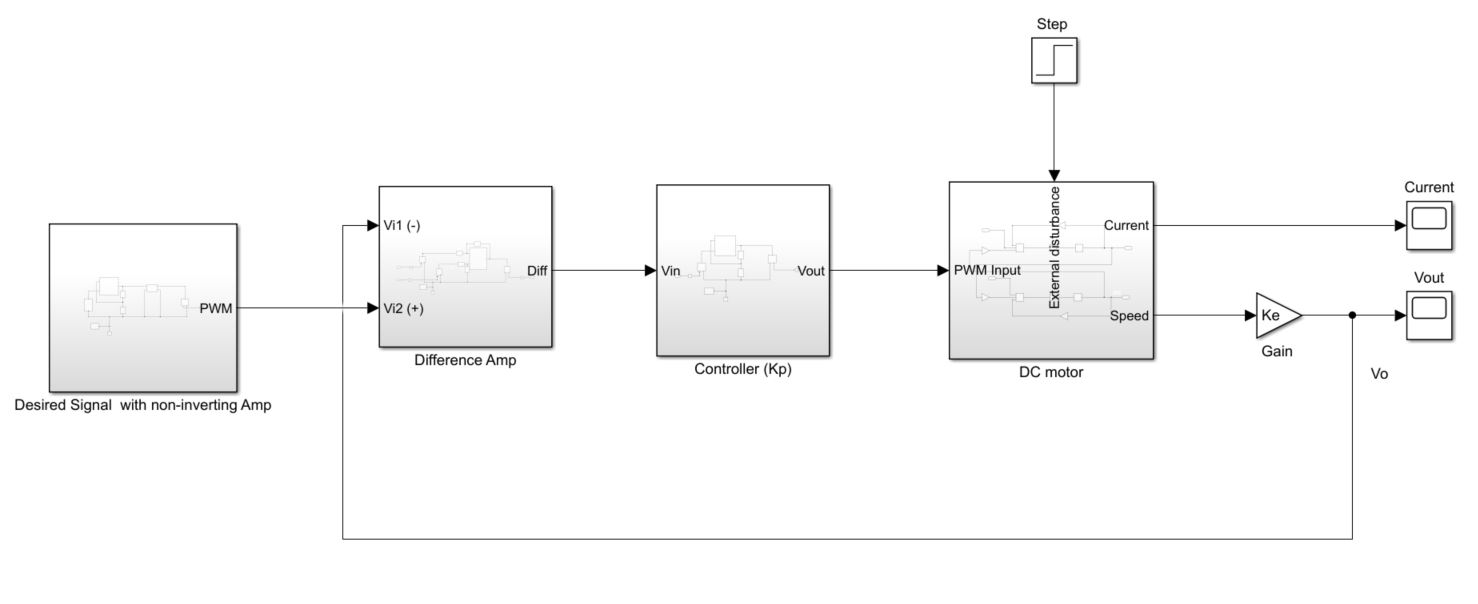 Step
Current
Vi1 (-)
External disturbance
Current
Vin
Vout
PWM Input
Diff
Vout
PWM
Vi2 (+)
Speed
Ke
Difference Amp
Controller (Kp)
DC motor
Gain
Vo
Desired Signal  with non-inverting Amp